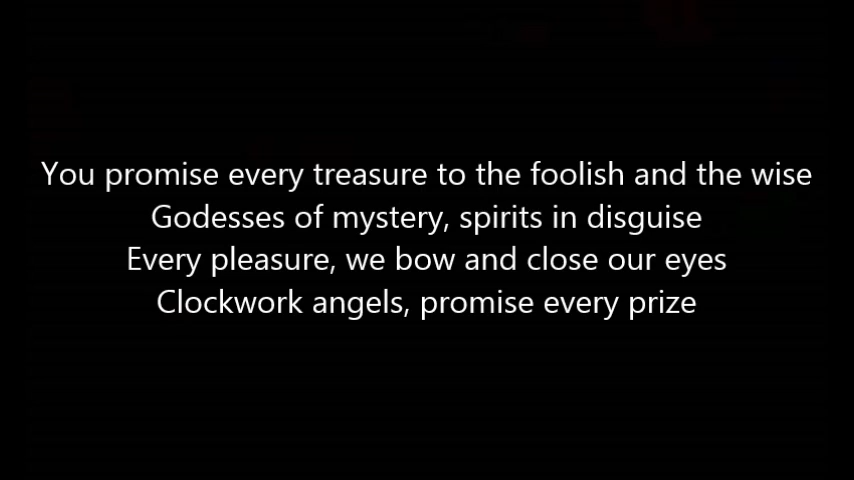 You promise every treasure to the foolish and the wise
Godesses of mystery, spirits in disguise
Every pleasure, we bow and close our eyes
Clockwork angels, promise every prize